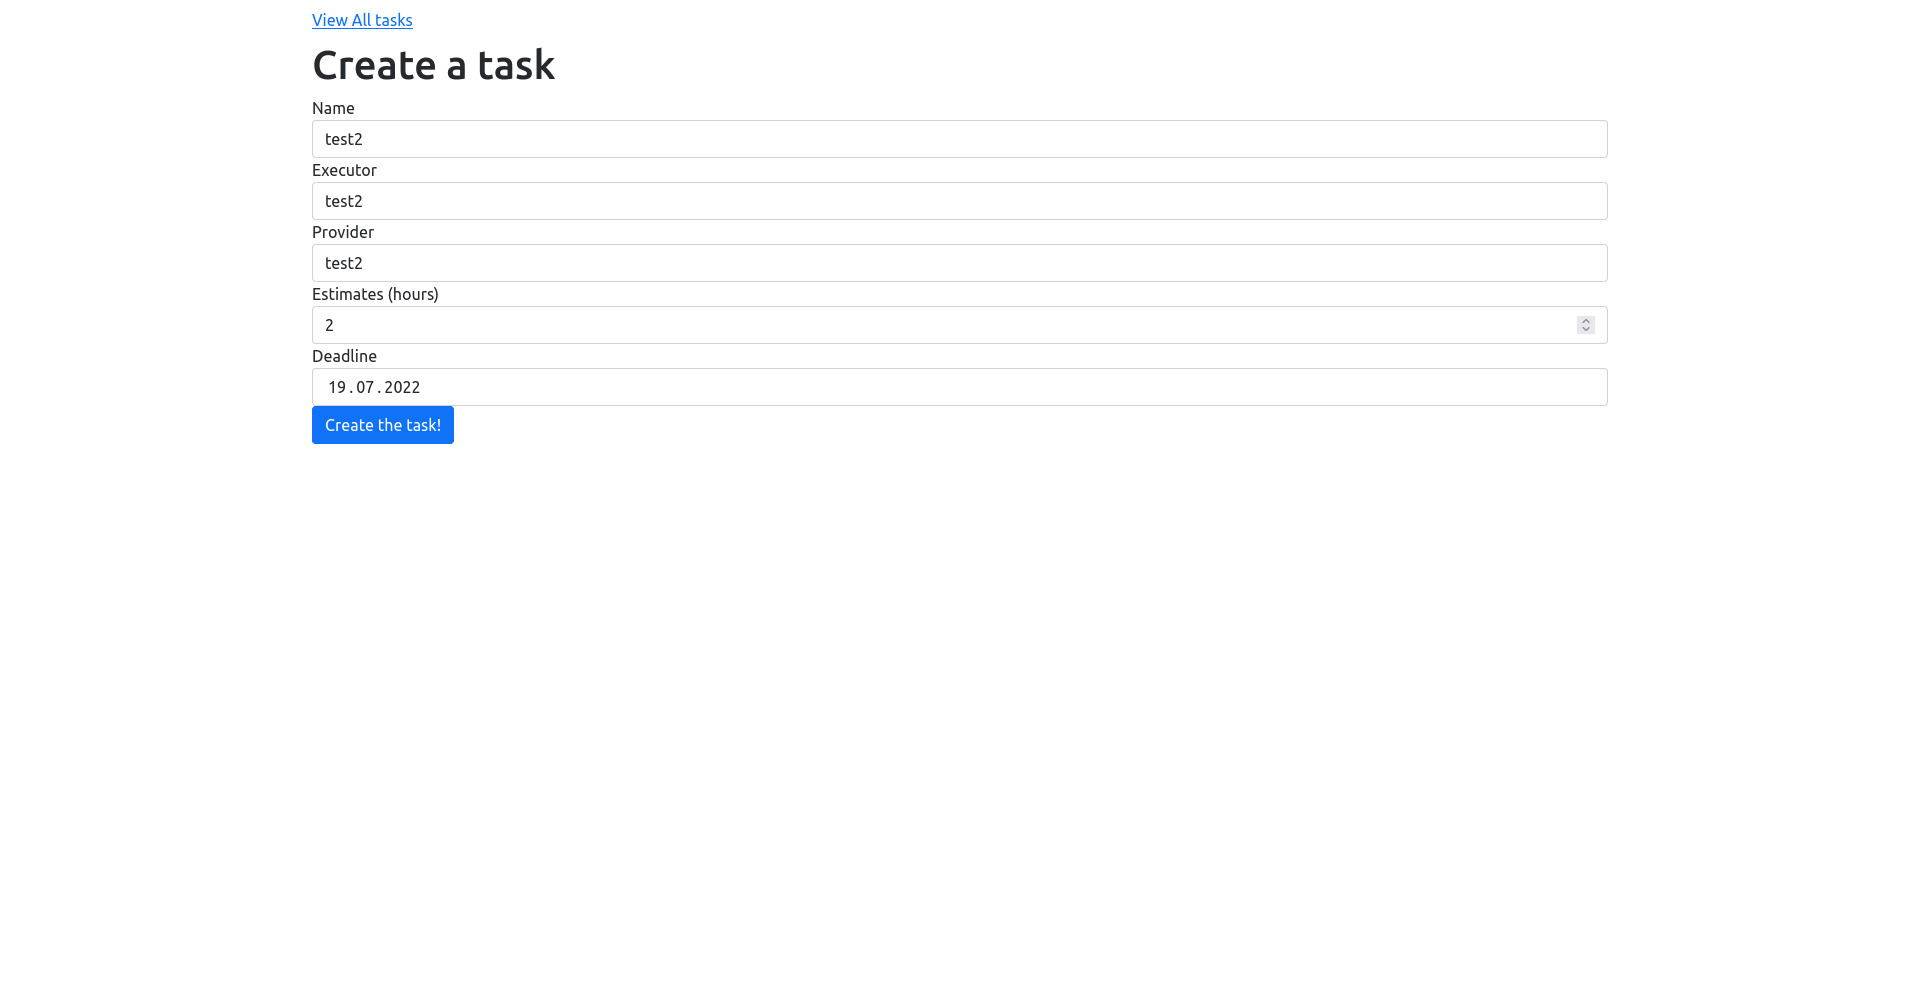 View All tasks
Create a task
Name
test2
Executor
test2
Provider
test2
Estimates (hours)
2
Deadline
19.07.2022
Create the task!